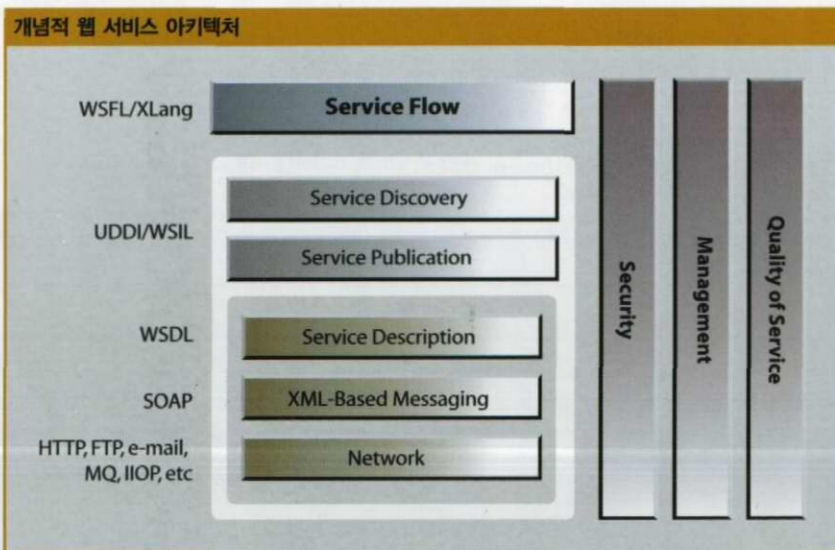 개념적 웹 서비스 아키텍처
WSFL/XLang
Service Flow
UDDI/WSIL
Service Discovery
Service Publication
WSDL
Service Description
SOAP
XML-Based Messaging
HTTP, FTP, e-mail,
MQ, IIOP, etc
Network
Security
Management
Quality of Service